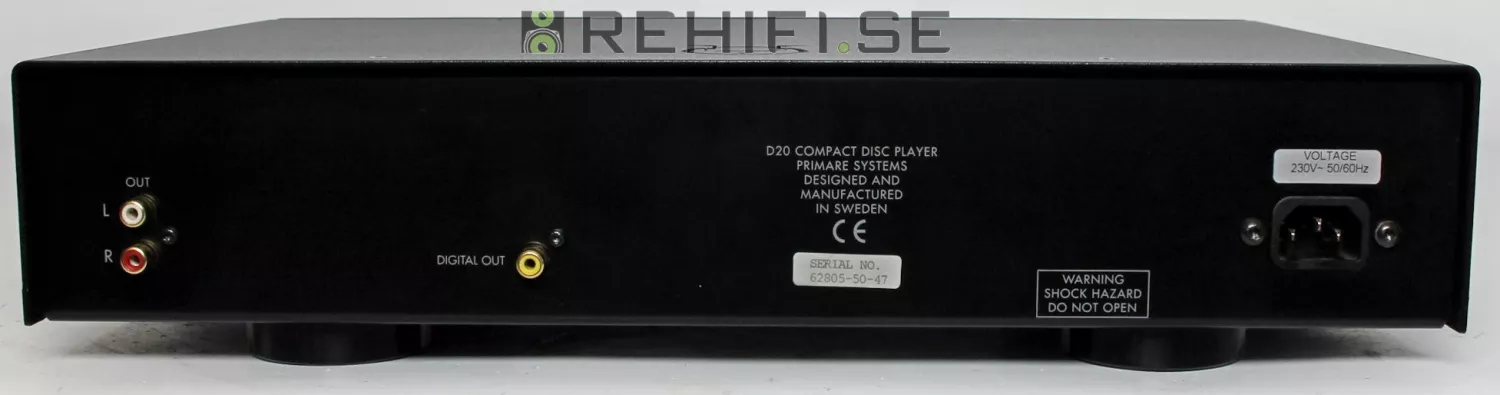 REHIFI.SE
D20 COMPACT DISC PLAYER
PRIMARE SYSTEMS
DESIGNED AND
MANUFACTURED
IN SWEDEN
CE
SERIAL NO.
62805-50-47
VOLTAGE
230V~ 50/60Hz
OUT
L
R
DIGITAL OUT
WARNING
SHOCK HAZARD
DO NOT OPEN